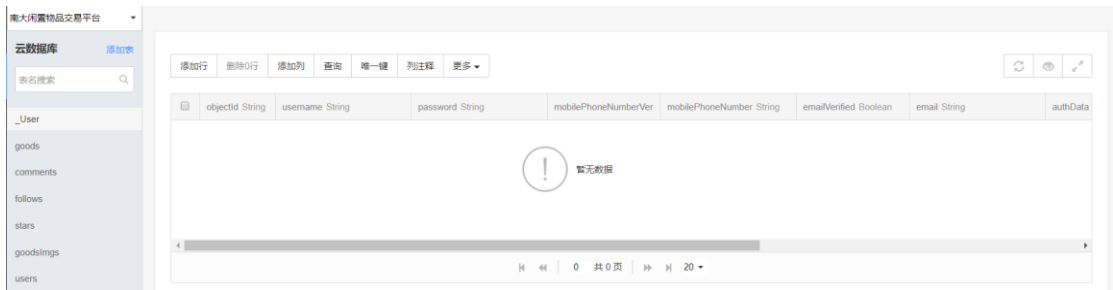 南大闲置物品交易平台
云数据库 添加表
表名搜索
_User
goods
comments
follows
stars
goodsImgs
users
添加行 删除0行 添加列 查询 唯一键 列注释 更多
objectId String username String password String mobilePhoneNumberVer mobilePhoneNumber String emailVerified Boolean email String authData
暂无数据
0 共 0 页 20